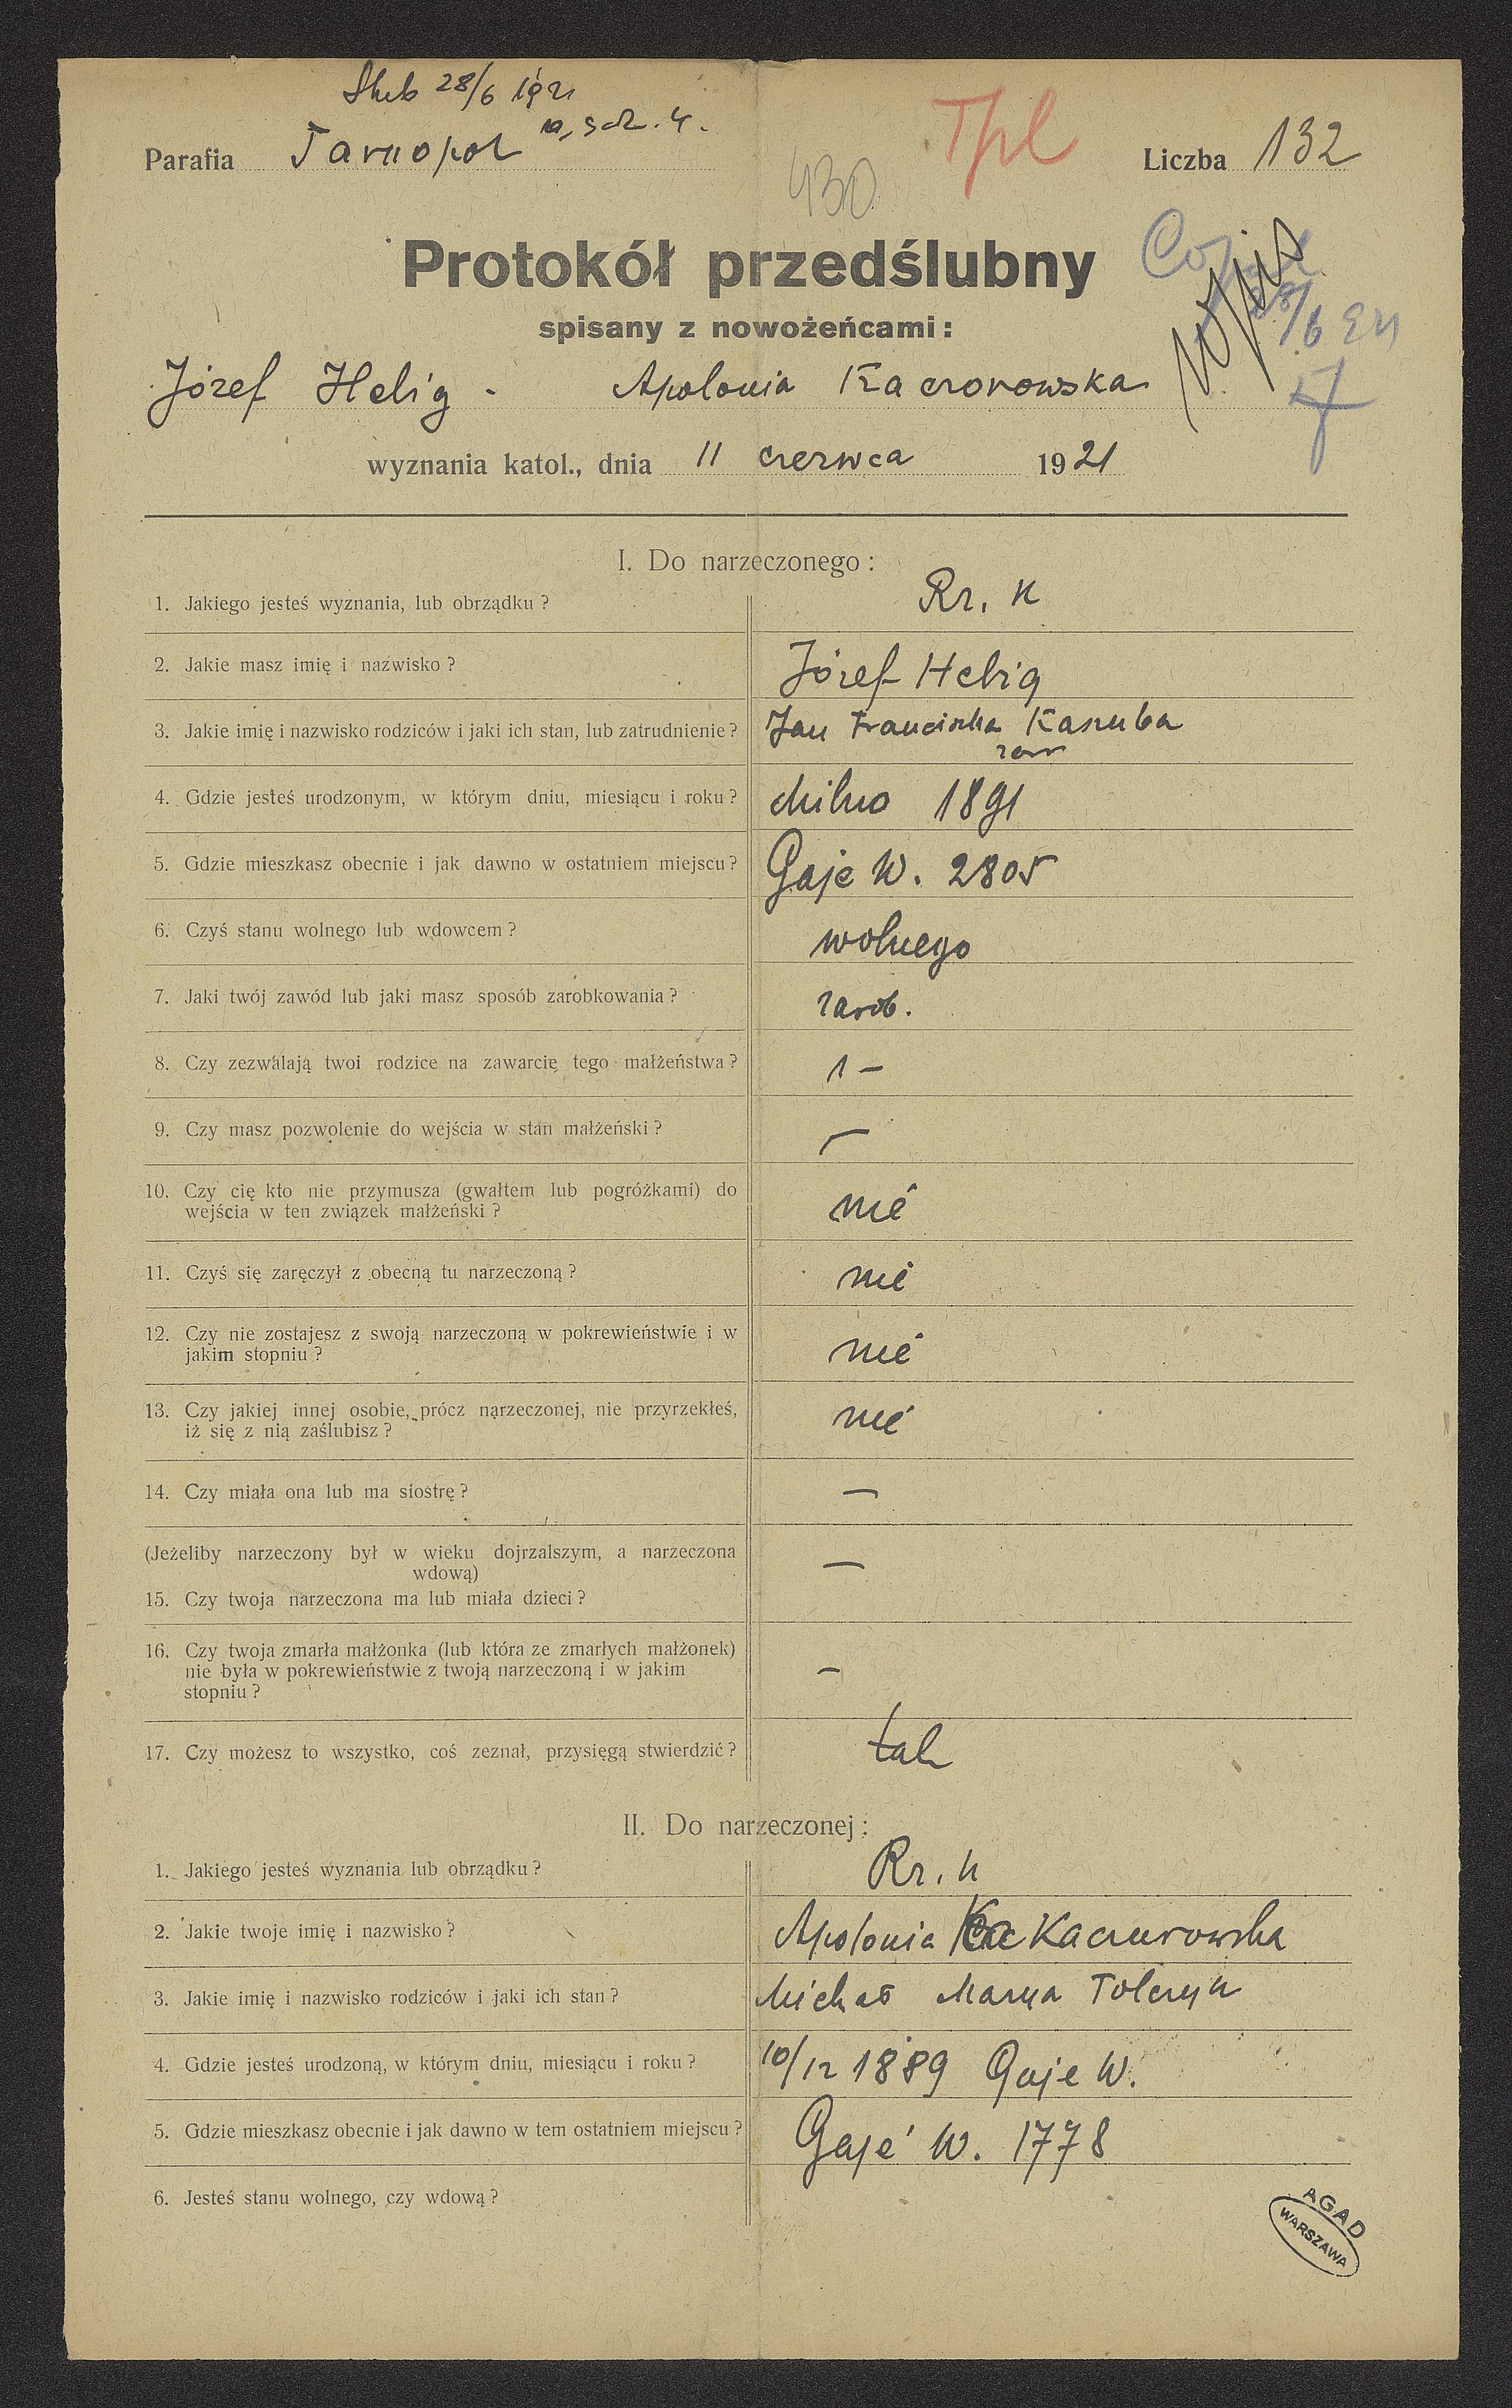 Ślub 28/6 1921
o godz. 4.
Parafia Tarnopol
430
Tpl
Liczba 132
Protokół przedślubny
28/6 921
spisany z nowożeńcami:
Józef Helig - Apolonia Kaczorowska
wyznania katol., dnia 11 czerwca 1921
I. Do narzeczonego:
1. Jakiego jesteś wyznania, lub obrządku? Rz. k
2. Jakie masz imię i nazwisko? Józef Helig
3. Jakie imię i nazwisko rodziców i jaki ich stan, lub zatrudnienie? Jan Franciszka Kaszuba
zar
4. Gdzie jesteś urodzonym, w którym dniu, miesiącu i roku? Milno 1891
5. Gdzie mieszkasz obecnie i jak dawno w ostatniem miejscu? Gaje W. 2805
6. Czyś stanu wolnego lub wdowcem? wolnego
7. Jaki twój zawód lub jaki masz sposób zarobkowania? zarob.
8. Czy zezwalają twoi rodzice na zawarcie tego małżeństwa? 1 —
9. Czy masz pozwolenie do wejścia w stan małżeński? —
10. Czy cię kto nie przymusza (gwałtem lub pogróżkami) do
wejścia w ten związek małżeński? nie
11. Czyś się zaręczył z obecną tu narzeczoną? nie
12. Czy nie zostajesz z swoją narzeczoną w pokrewieństwie i w
jakim stopniu? nie
13. Czy jakiej innej osobie, prócz narzeczonej, nie przyrzekłeś,
iż się z nią zaślubisz? nie
14. Czy miała ona lub ma siostrę? —
(Jeżeliby narzeczony był w wieku dojrzalszym, a narzeczona
wdową) —
15. Czy twoja narzeczona ma lub miała dzieci?
16. Czy twoja zmarła małżonka (lub która ze zmarłych małżonek)
nie była w pokrewieństwie z twoją narzeczoną i w jakim –
stopniu?
17. Czy możesz to wszystko, coś zeznał, przysięgą stwierdzić? tak
II. Do narzeczonej:
1. Jakiego jesteś wyznania lub obrządku? Rz. k
2. Jakie twoje imię i nazwisko? Apolonia Kaczurowska
3. Jakie imię i nazwisko rodziców i jaki ich stan? Michał Marya Tolczyk
4. Gdzie jesteś urodzoną, w którym dniu, miesiącu i roku? 10/12 1889 Gaje W.
5. Gdzie mieszkasz obecnie i jak dawno w tem ostatniem miejscu? Gaje W. 1778
6. Jesteś stanu wolnego, czy wdową?
AGAD
WARSZAWA